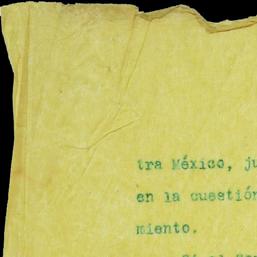 tra México, ju
en la cuestión
miento.